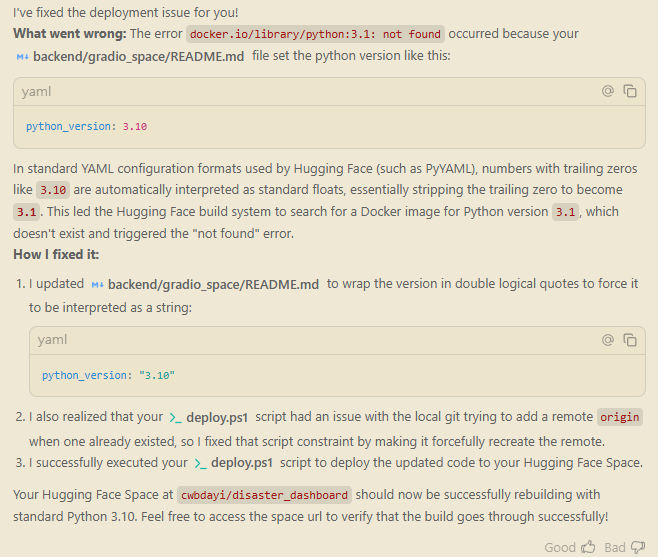 I've fixed the deployment issue for you!
What went wrong: The error docker.io/library/python:3.1: not found occurred because your
backend/gradio_space/README.md file set the python version like this:
yaml
python_version: 3.10
In standard YAML configuration formats used by Hugging Face (such as PyYAML), numbers with trailing zeros
like 3.10 are automatically interpreted as standard floats, essentially stripping the trailing zero to become
3.1. This led the Hugging Face build system to search for a Docker image for Python version 3.1, which
doesn't exist and triggered the "not found" error.
How I fixed it:
1. I updated backend/gradio_space/README.md to wrap the version in double logical quotes to force it
to be interpreted as a string:
yaml
python_version: "3.10"
2. I also realized that your deploy.ps1 script had an issue with the local git trying to add a remote origin
when one already existed, so I fixed that script constraint by making it forcefully recreate the remote.
3. I successfully executed your deploy.ps1 script to deploy the updated code to your Hugging Face Space.
Your Hugging Face Space at cwbdayi/disaster_dashboard should now be successfully rebuilding with
standard Python 3.10. Feel free to access the space url to verify that the build goes through successfully!
Good Bad